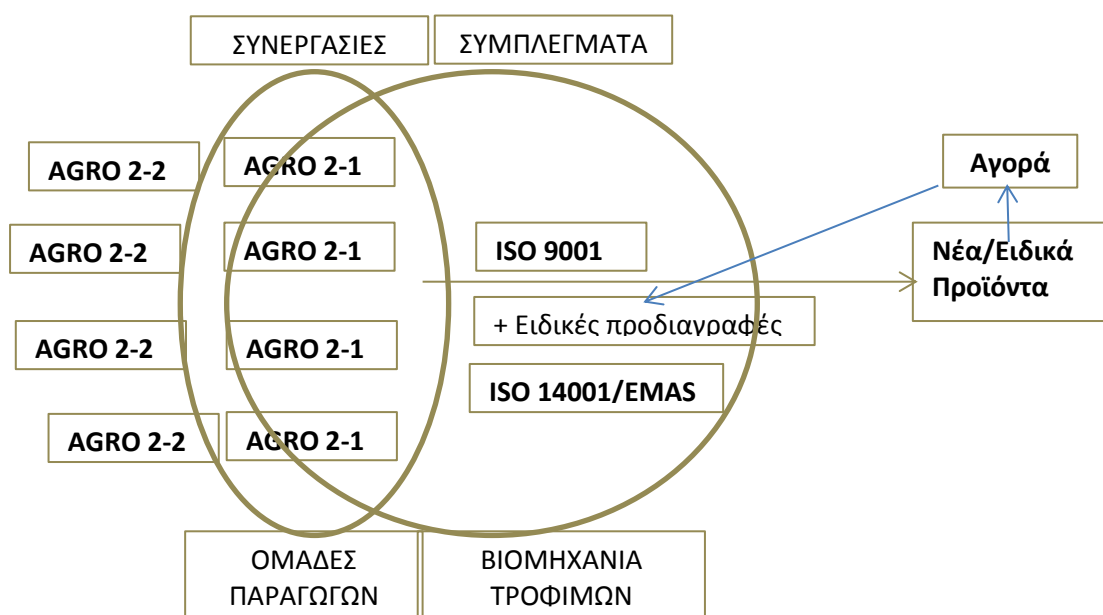 ΣΥΝΕΡΓΑΣΙΕΣ
ΣΥΜΠΛΕΓΜΑΤΑ
AGRO 2-2
AGRO 2-1
Αγορά
AGRO 2-2
AGRO 2-1
ISO 9001
Νέα/Ειδικά
Προϊόντα
+ Ειδικές προδιαγραφές
AGRO 2-2
AGRO 2-1
ISO 14001/EMAS
AGRO 2-2
AGRO 2-1
ΟΜΑΔΕΣ
ΠΑΡΑΓΩΓΩΝ
ΒΙΟΜΗΧΑΝΙΑ
ΤΡΟΦΙΜΩΝ